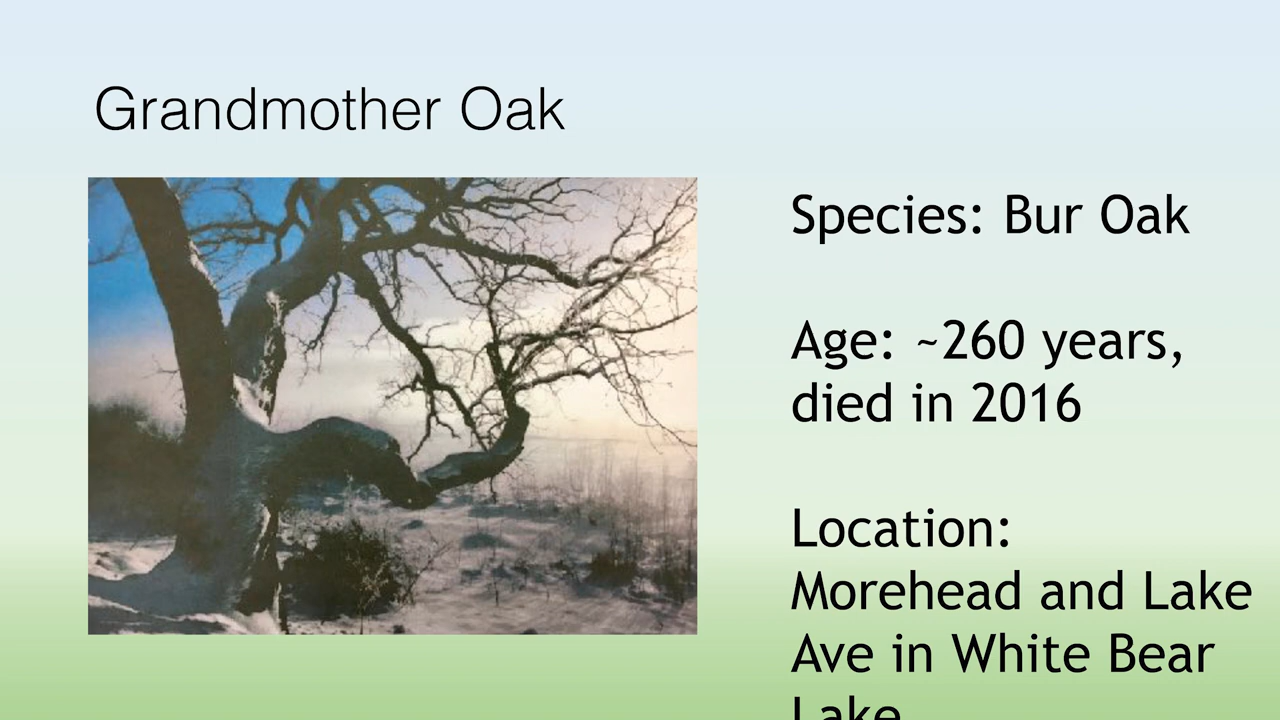 Grandmother Oak
Species: Bur Oak
Age: ~260 years,
died in 2016
Location:
Morehead and Lake
Ave in White Bear
Lake